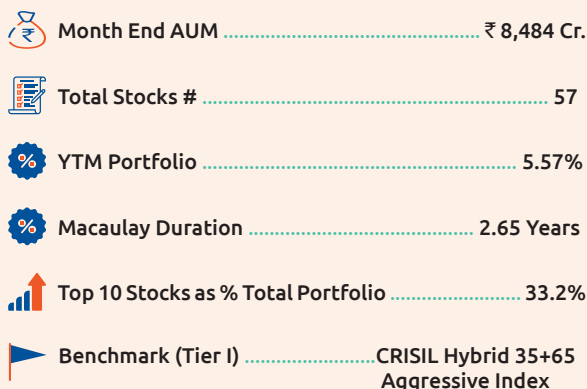 ₹
Month End AUM ................................................. ₹ 8,484 Cr.
Total Stocks # .................................................................. 57
% YTM Portfolio .............................................................. 5.57%
% Macaulay Duration ........................................... 2.65 Years
Top 10 Stocks as % Total Portfolio ......................... 33.2%
Benchmark (Tier I) .........................CRISIL Hybrid 35+65
Aggressive Index